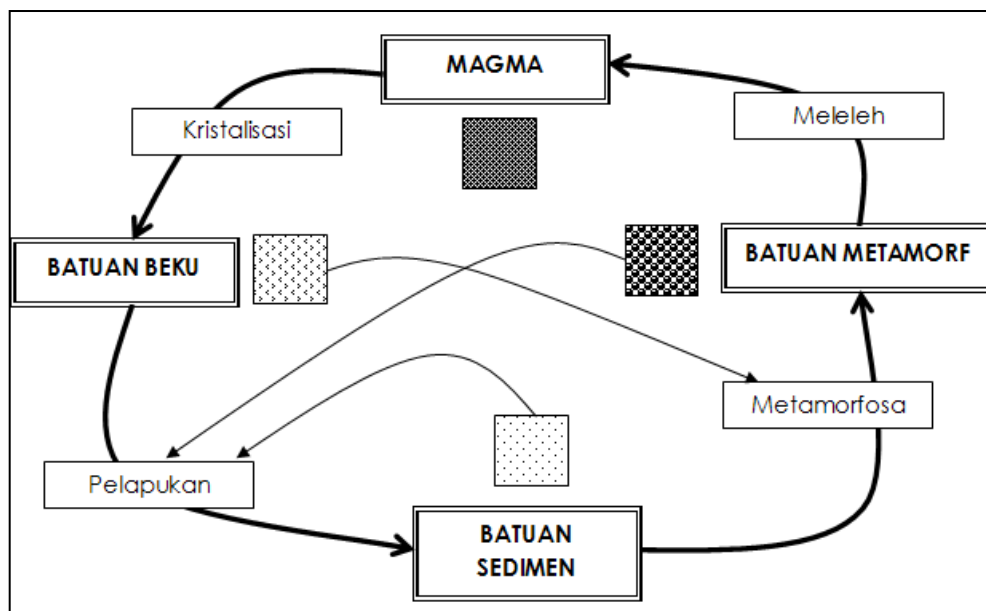 MAGMA
Kristalisasi
Meleleh
BATUAN BEKU
BATUAN METAMORF
Metamorfosa
Pelapukan
BATUAN
SEDIMEN